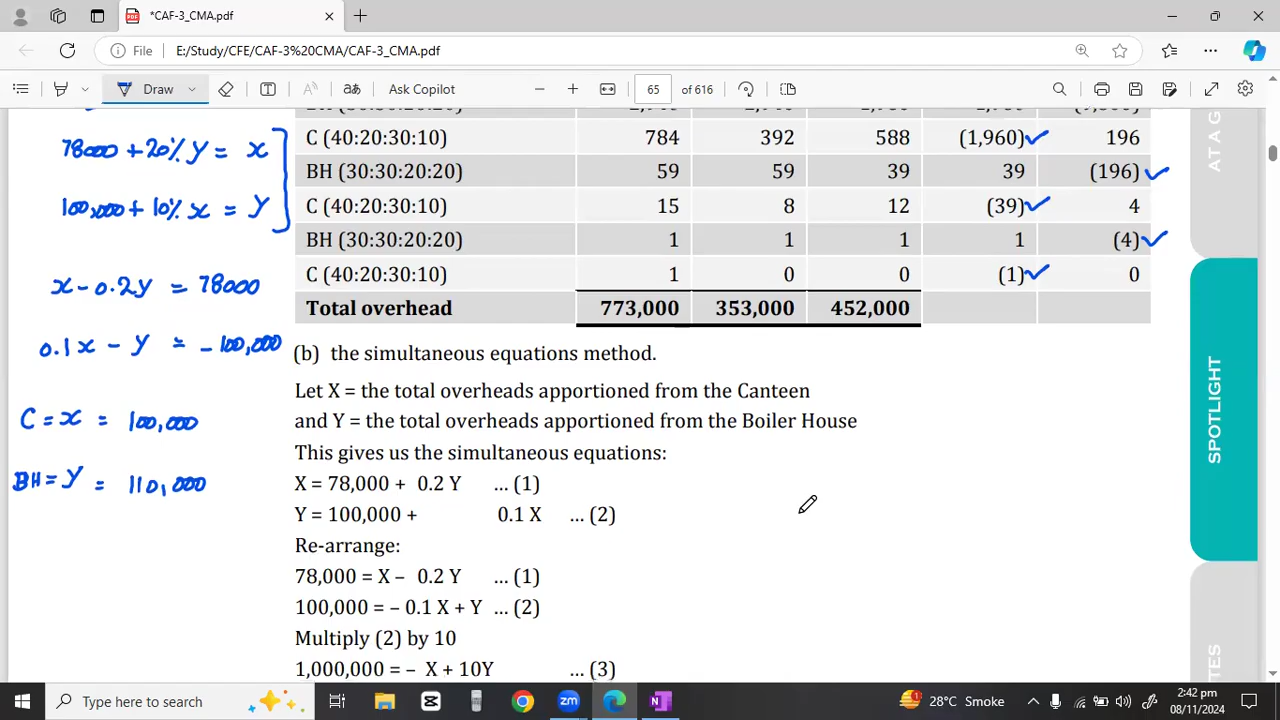 *CAF-3_CMA.pdf
File E:/Study/CFE/CAF-3%20CMA/CAF-3_CMA.pdf
Draw Ask Copilot 65 of 616
78000 + 20% y = x
100,000 + 10% x = y
x - 0.2y = 78000
0.1x - y = -100,000
C = x = 100,000
BH = y = 110,000
C (40:20:30:10) 784 392 588 (1,960) 196
BH (30:30:20:20) 59 59 39 39 (196)
C (40:20:30:10) 15 8 12 (39) 4
BH (30:30:20:20) 1 1 1 1 (4)
C (40:20:30:10) 1 0 0 (1) 0
Total overhead 773,000 353,000 452,000
(b) the simultaneous equations method.
Let X = the total overheads apportioned from the Canteen
and Y = the total overheads apportioned from the Boiler House
This gives us the simultaneous equations:
X = 78,000 + 0.2 Y ... (1)
Y = 100,000 + 0.1 X ... (2)
Re-arrange:
78,000 = X – 0.2 Y ... (1)
100,000 = – 0.1 X + Y ... (2)
Multiply (2) by 10
1,000,000 = – X + 10Y ... (3)
AT A G
SPOTLIGHT
TES
Type here to search
28°C Smoke
2:42 pm
08/11/2024